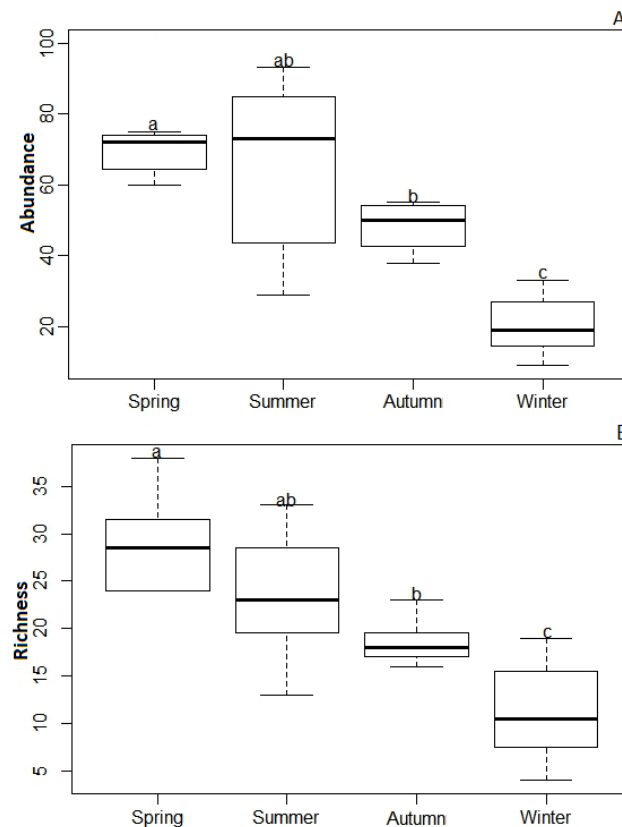 A
100
ab
80
a
60
b
40
c
20
Abundance
Spring Summer Autumn Winter
B
a
35
ab
30
25
b
20
c
15
10
5
Richness
Spring Summer Autumn Winter